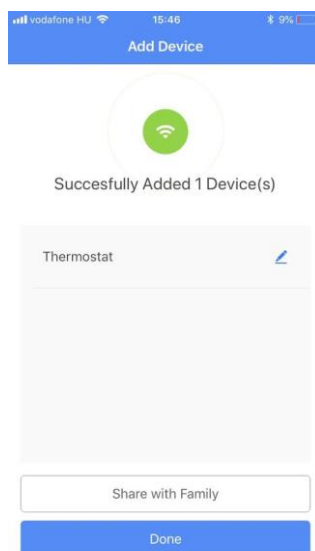 vodafone HU 15:46 9%
Add Device
Succesfully Added 1 Device(s)
Thermostat
Share with Family
Done